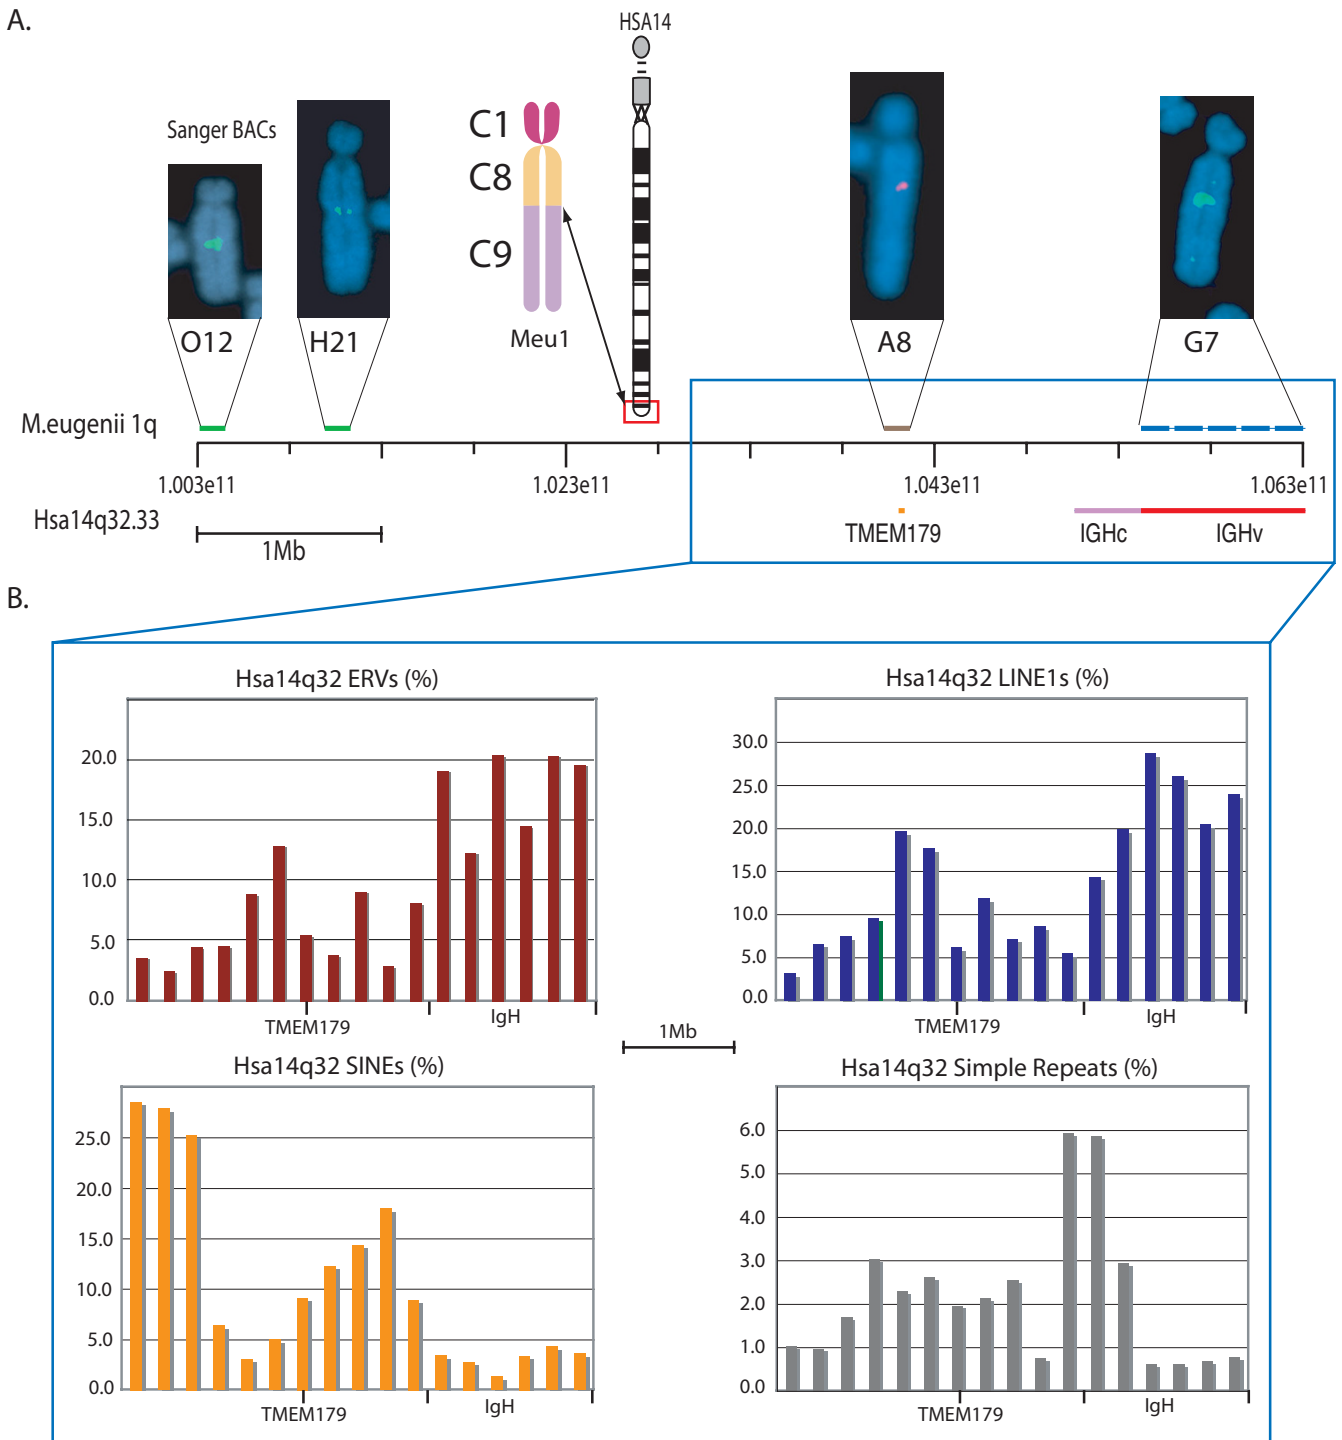 A.
HSA14
Sanger BACs
C1
C8
C9
Meu1
O12
H21
A8
G7
M.eugenii 1q
1.003e11
1.023e11
1.043e11
1.063e11
Hsa14q32.33
1Mb
TMEM179
IGHc
IGHv
B.
Hsa14q32 ERVs (%)
20.0
15.0
10.0
5.0
0.0
TMEM179
IgH
Hsa14q32 LINE1s (%)
30.0
25.0
20.0
15.0
10.0
5.0
0.0
TMEM179
IgH
1Mb
Hsa14q32 SINEs (%)
25.0
20.0
15.0
10.0
5.0
0.0
TMEM179
IgH
Hsa14q32 Simple Repeats (%)
6.0
5.0
4.0
3.0
2.0
1.0
0.0
TMEM179
IgH